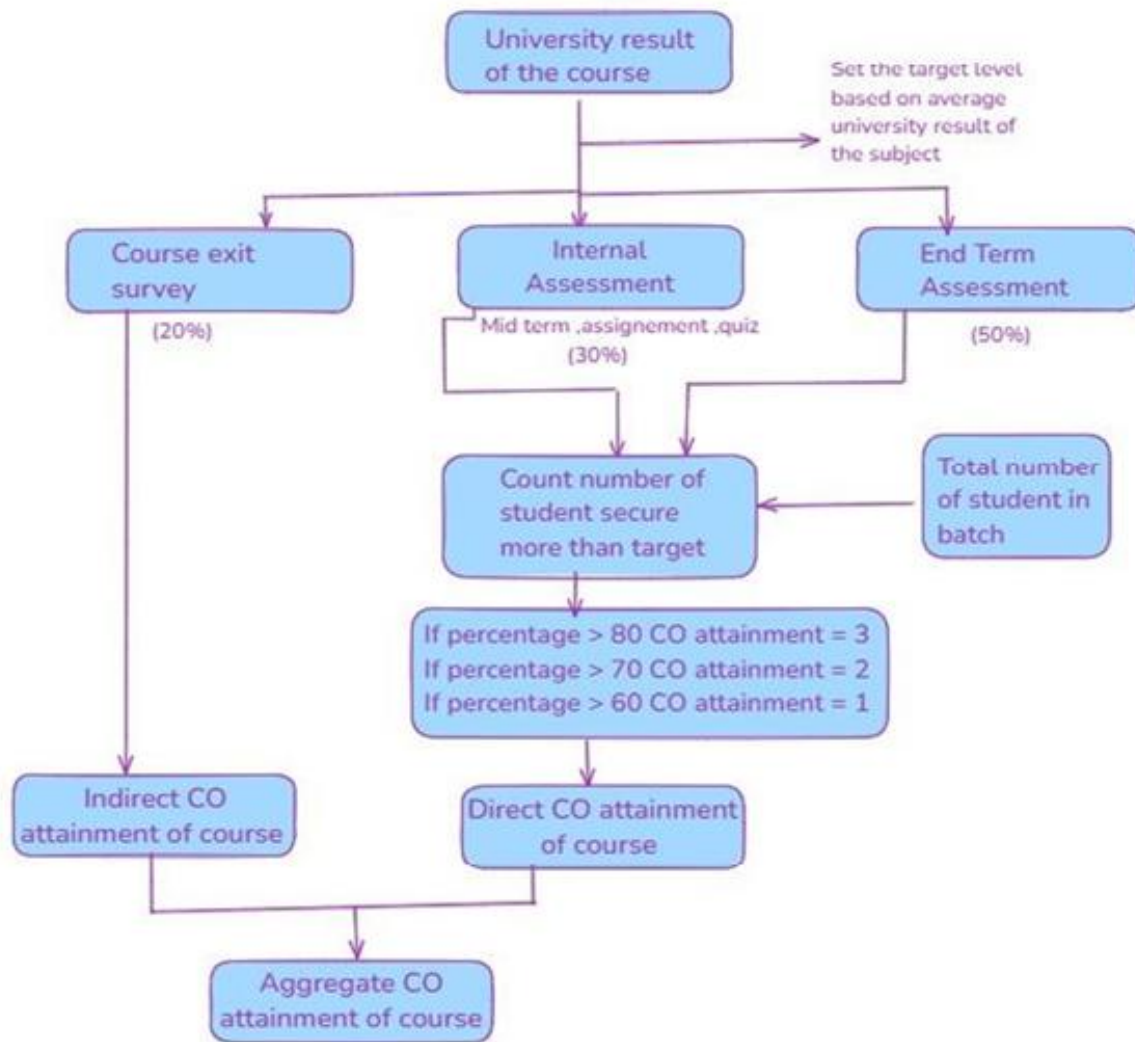 University result
of the course
Set the target level
based on average
university result of
the subject
Course exit
survey
(20%)
Internal
Assessment
Mid term ,assignement ,quiz
(30%)
End Term
Assessment
(50%)
Count number of
student secure
more than target
Total number
of student in
batch
If percentage > 80 CO attainment = 3
If percentage > 70 CO attainment = 2
If percentage > 60 CO attainment = 1
Indirect CO
attainment of course
Direct CO attainment
of course
Aggregate CO
attainment of course